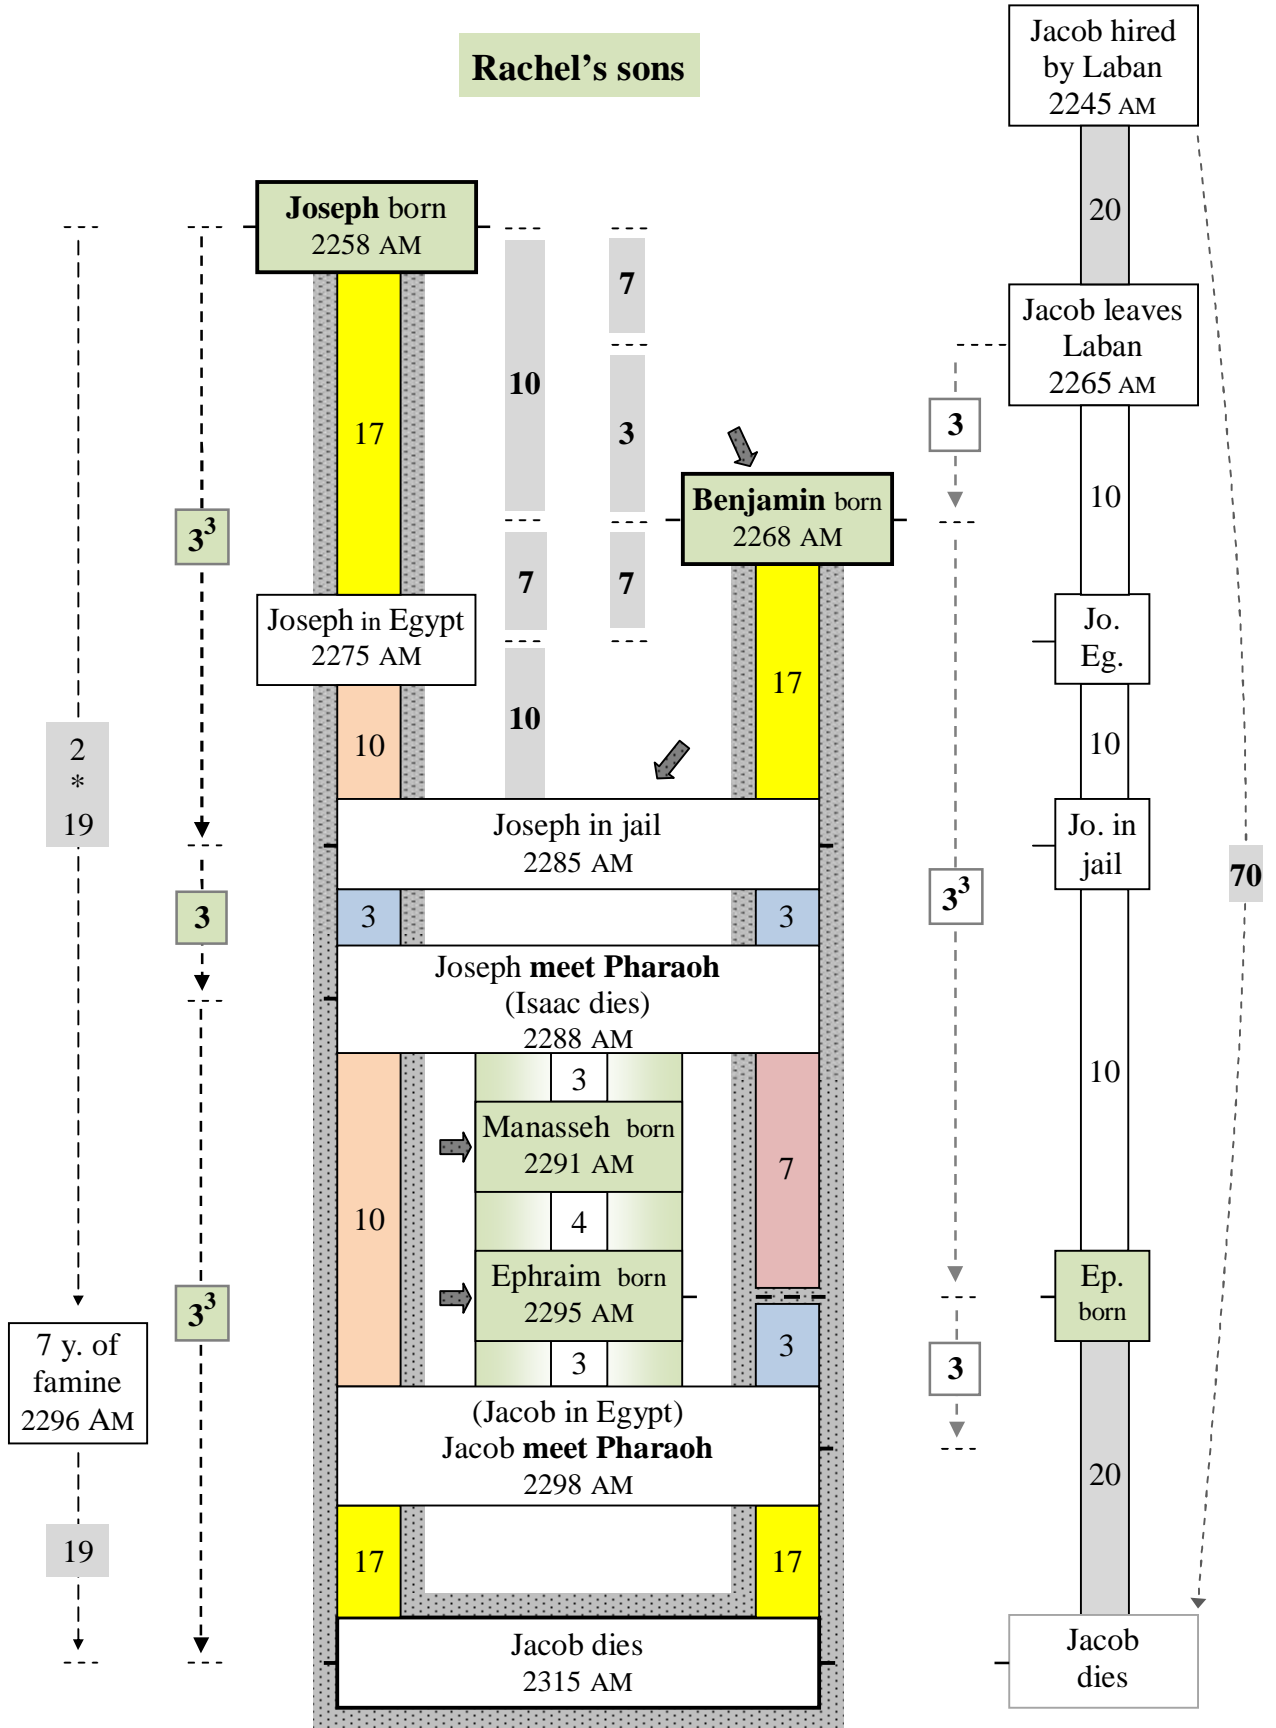 Rachel's sons
Jacob hired
by Laban
2245 AM
20
Joseph born
2258 AM
7
10
17
3
Jacob leaves
Laban
2265 AM
3
10
Benjamin born
2268 AM
3³
7
7
Joseph in Egypt
2275 AM
Jo.
Eg.
17
10
10
10
2
*
19
Joseph in jail
2285 AM
Jo. in
jail
70
3
3
3
3³
Joseph meet Pharaoh
(Isaac dies)
2288 AM
3
10
Manasseh born
2291 AM
7
10
4
Ephraim born
2295 AM
Ep.
born
3³
7 y. of
famine
2296 AM
3
3
3
(Jacob in Egypt)
Jacob meet Pharaoh
2298 AM
20
19
17
17
Jacob dies
2315 AM
Jacob
dies